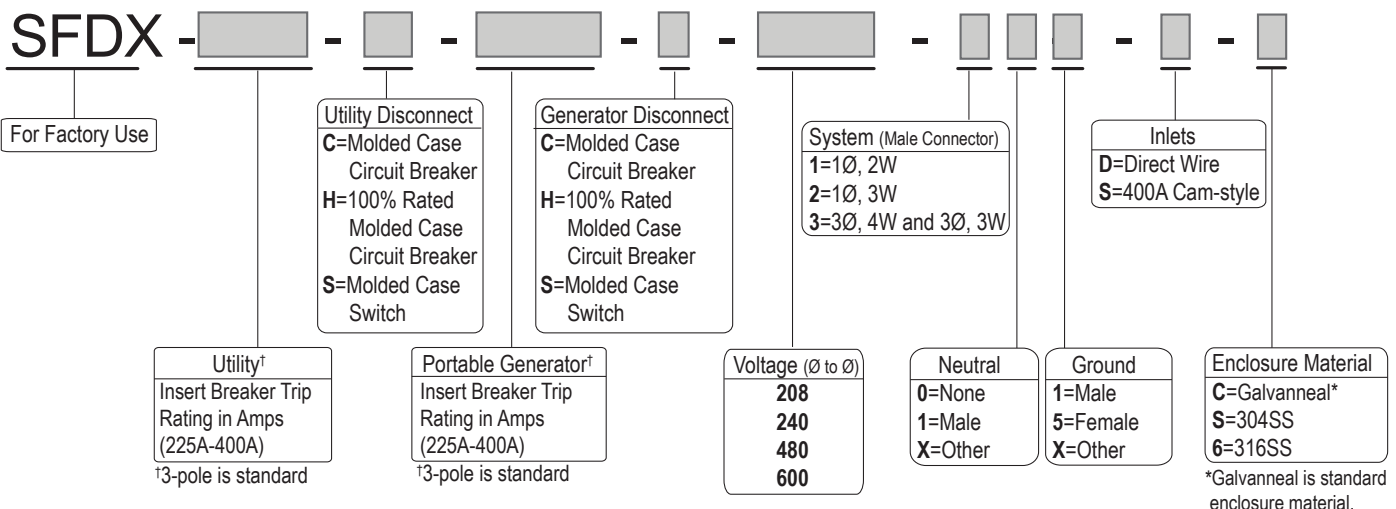 SFDX - - - - - - -
For Factory Use
Utility Disconnect
C=Molded Case
Circuit Breaker
H=100% Rated
Molded Case
Circuit Breaker
S=Molded Case
Switch
Generator Disconnect
C=Molded Case
Circuit Breaker
H=100% Rated
Molded Case
Circuit Breaker
S=Molded Case
Switch
System (Male Connector)
1=1Ø, 2W
2=1Ø, 3W
3=3Ø, 4W and 3Ø, 3W
Inlets
D=Direct Wire
S=400A Cam-style
Utility†
Insert Breaker Trip
Rating in Amps
(225A-400A)
†3-pole is standard
Portable Generator†
Insert Breaker Trip
Rating in Amps
(225A-400A)
†3-pole is standard
Voltage (Ø to Ø)
208
240
480
600
Neutral
0=None
1=Male
X=Other
Ground
1=Male
5=Female
X=Other
Enclosure Material
C=Galvanneal*
S=304SS
6=316SS
*Galvanneal is standard
enclosure material.